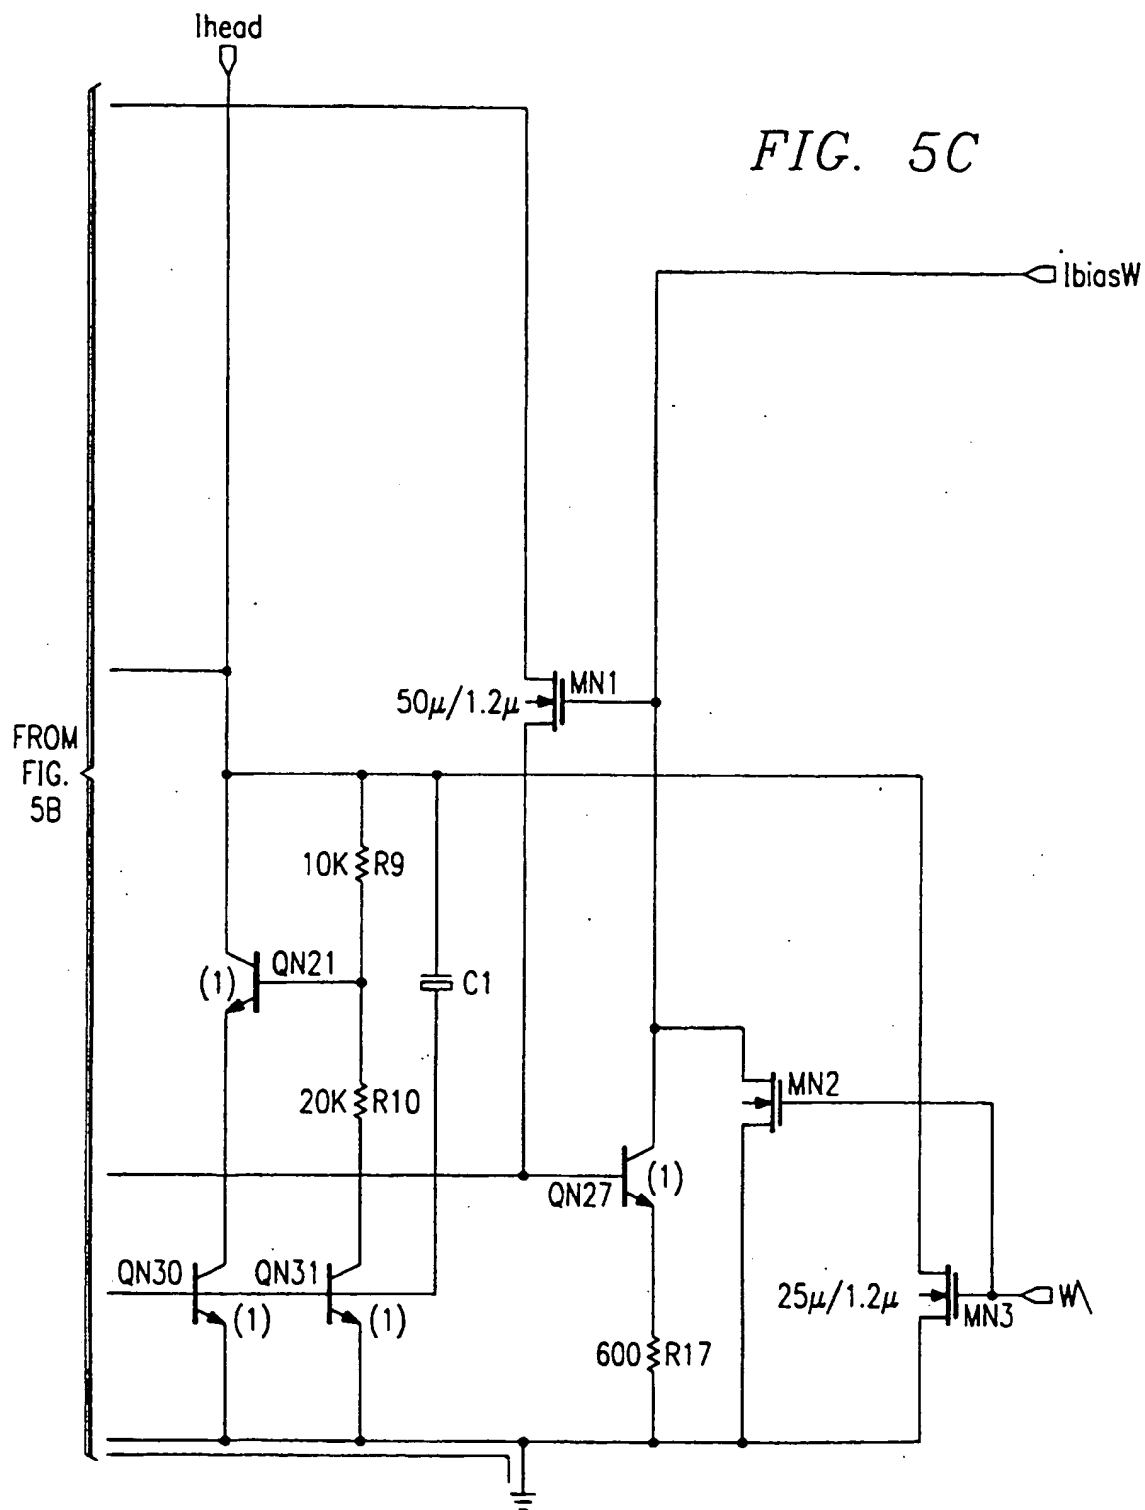 Ihead
FIG. 5C
IbiasW
50μ/1.2μ
MN1
FROM
FIG.
5B
10K
R9
(1)
QN21
C1
20K
R10
MN2
QN27
(1)
QN30
(1)
QN31
(1)
25μ/1.2μ
MN3
W\
600
R17